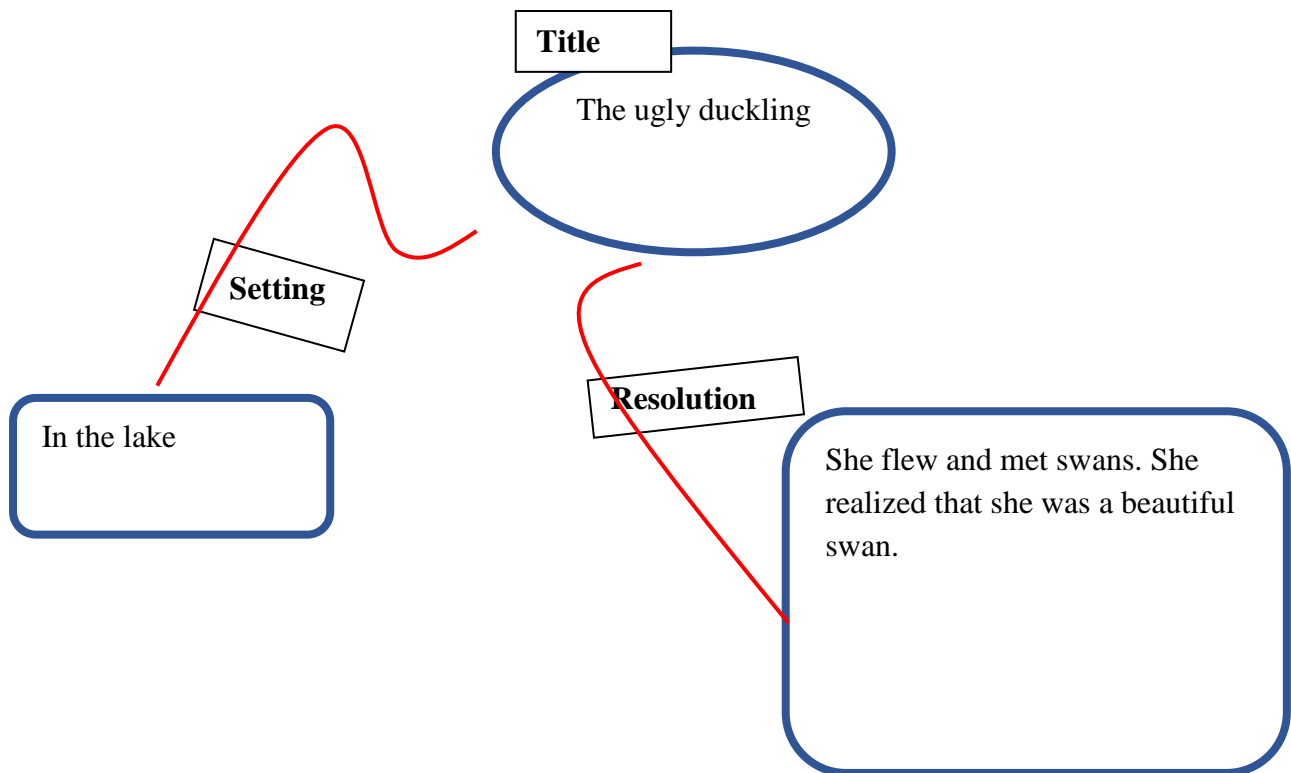 Title
The ugly duckling
Setting
In the lake
Resolution
She flew and met swans. She
realized that she was a beautiful
swan.